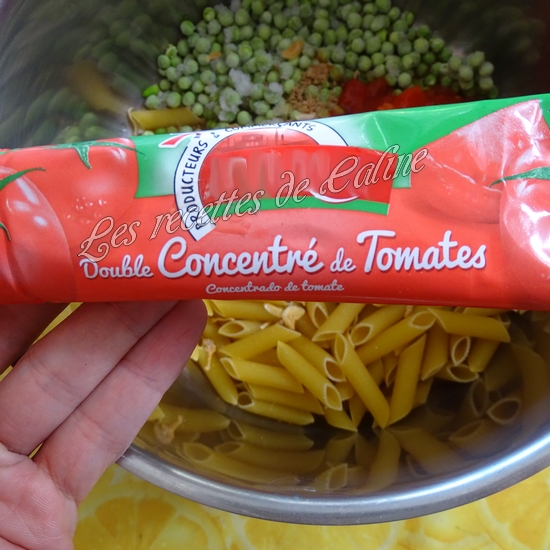 PRODUCTEURS & COMMERÇANTS
Les recettes de Caline
Double Concentré de Tomates
Concentrado de tomate